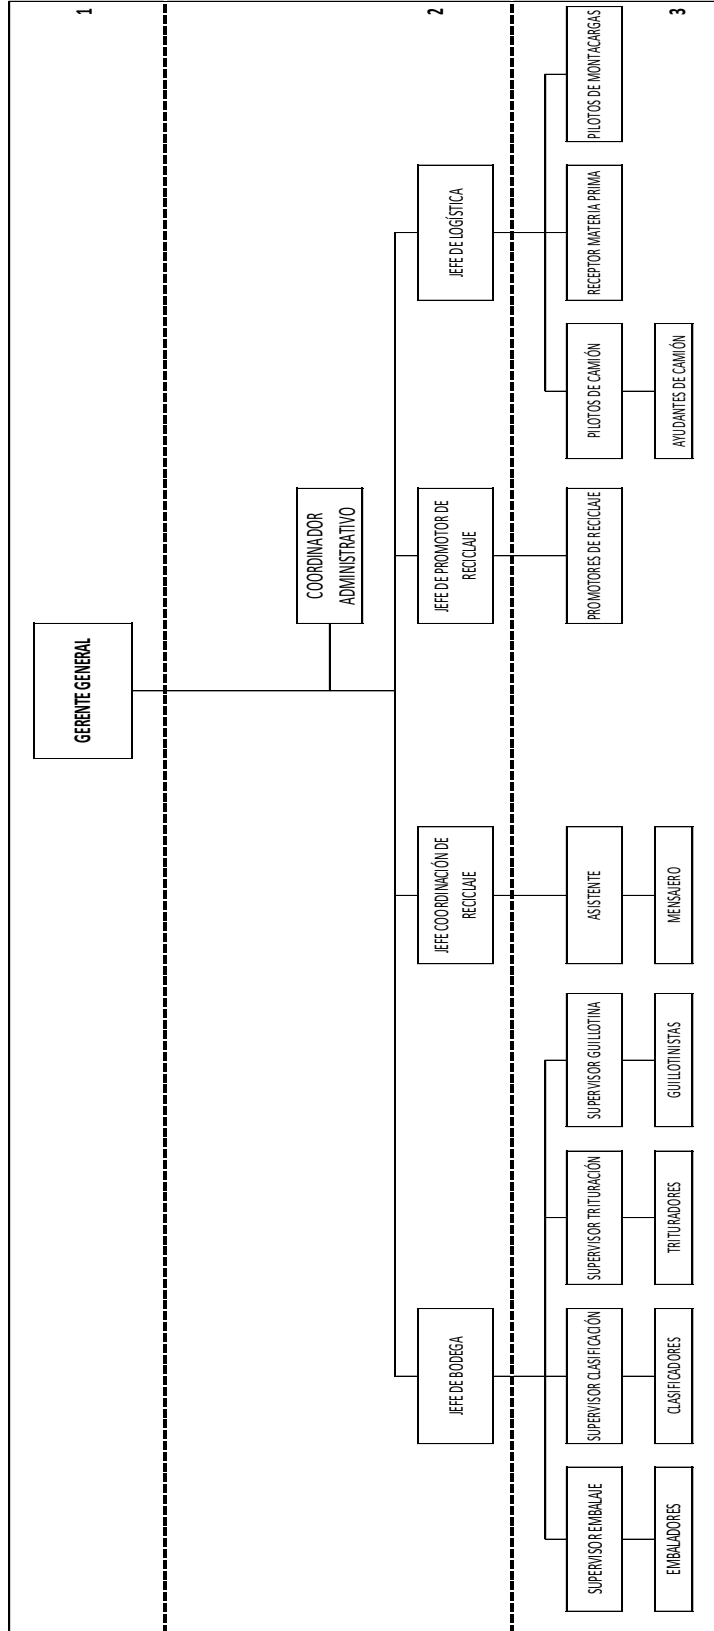 GERENTE GENERAL
1
COORDINADOR
ADMINISTRATIVO
JEFE DE BODEGA
JEFE COORDINACIÓN DE
RECICLAJE
JEFE DE PROMOTOR DE
RECICLAJE
JEFE DE LOGÍSTICA
2
SUPERVISOR EMBALAJE
SUPERVISOR CLASIFICACIÓN
SUPERVISOR TRITURACIÓN
SUPERVISOR GUILLOTINA
ASISTENTE
PROMOTORES DE RECICLAJE
PILOTOS DE CAMIÓN
RECEPTOR MATERIA PRIMA
PILOTOS DE MONTACARGAS
EMBALADORES
CLASIFICADORES
TRITURADORES
GUILLOTINISTAS
MENSAJERO
AYUDANTES DE CAMIÓN
3